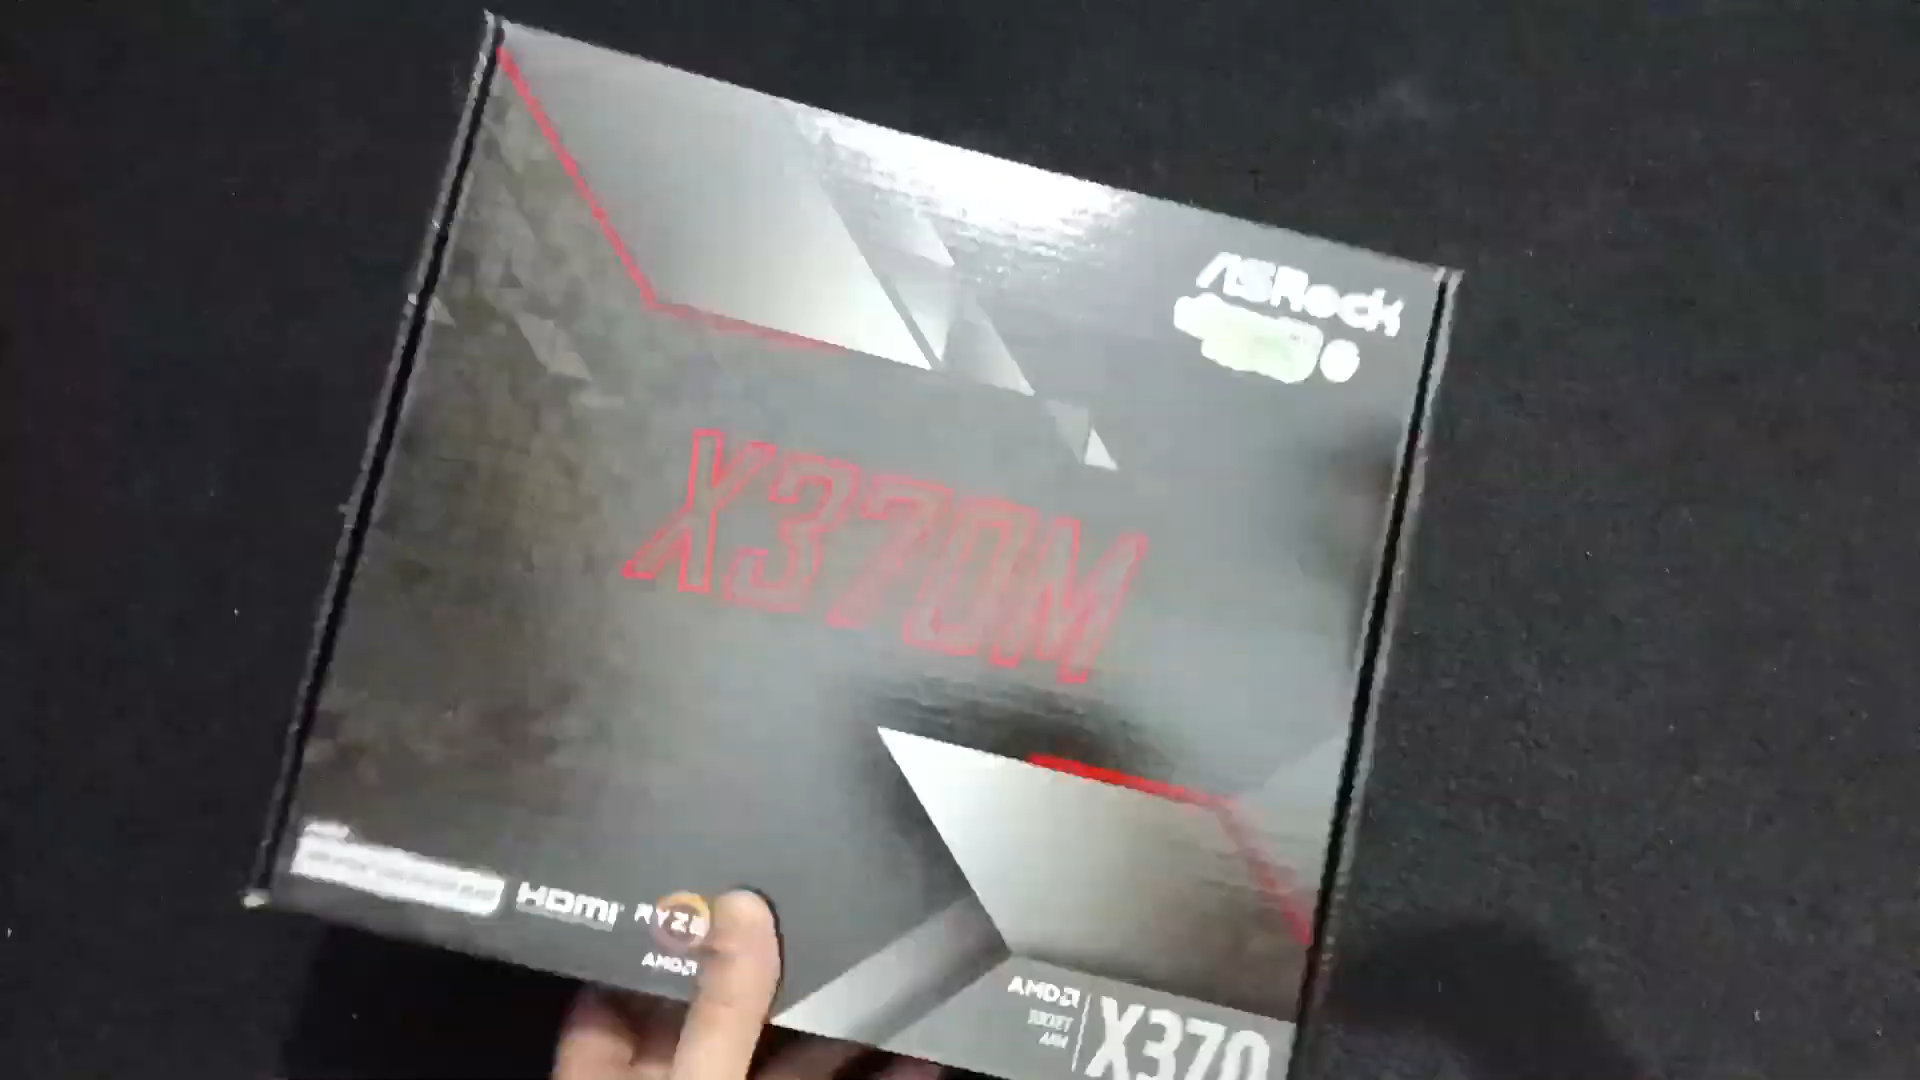 ASRock
X370M
HDMI
RYZE
AMD
AMD
SOCKET
AM4
X370